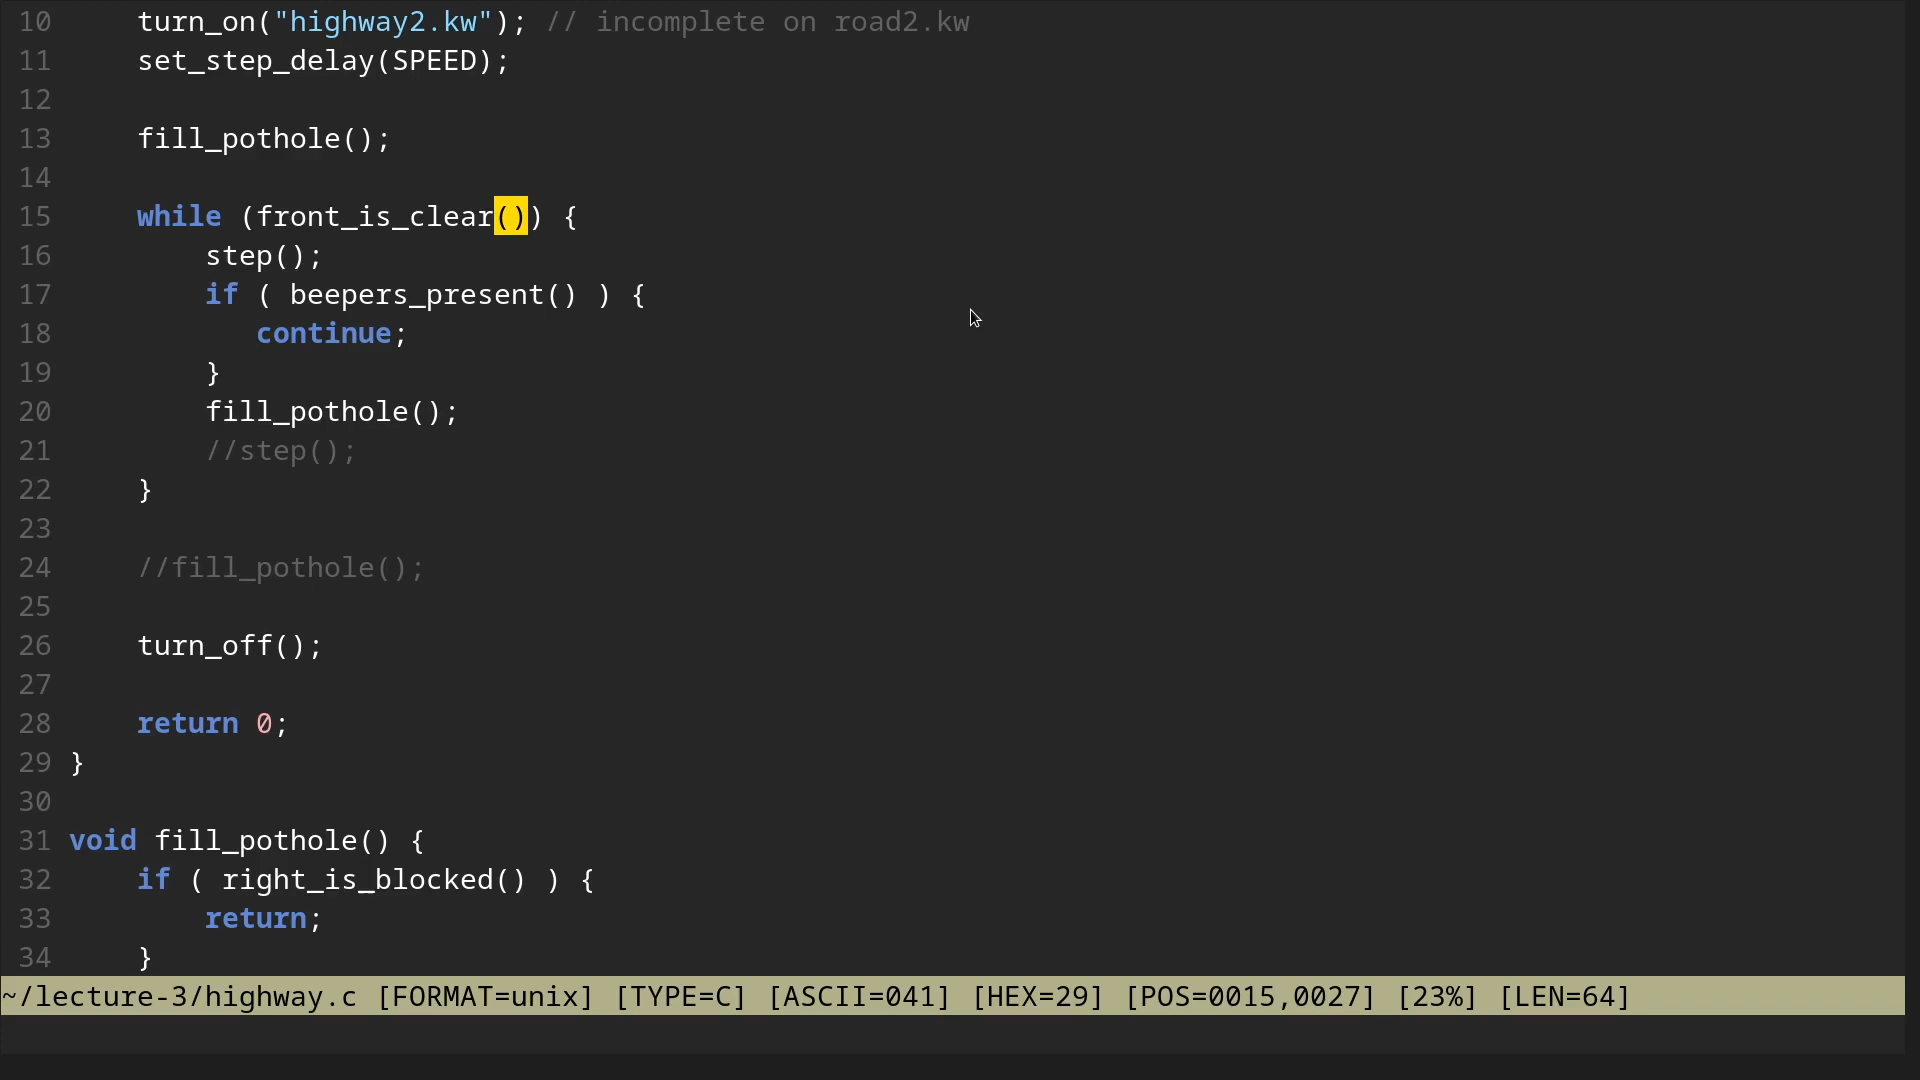 10     turn_on("highway2.kw"); // incomplete on road2.kw
11     set_step_delay(SPEED);
12
13     fill_pothole();
14
15     while (front_is_clear()) {
16         step();
17         if ( beepers_present() ) {
18            continue;
19         }
20         fill_pothole();
21         //step();
22     }
23
24     //fill_pothole();
25
26     turn_off();
27
28     return 0;
29 }
30
31 void fill_pothole() {
32     if ( right_is_blocked() ) {
33         return;
34     }
~/lecture-3/highway.c [FORMAT=unix] [TYPE=C] [ASCII=041] [HEX=29] [POS=0015,0027] [23%] [LEN=64]